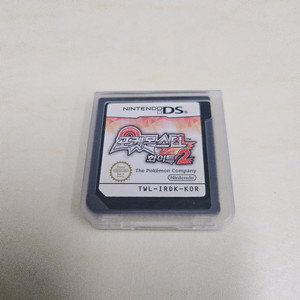 NINTENDO DS
포켓몬스터
화이트 2
The Pokémon Company
Nintendo
TWL-IRDK-KOR